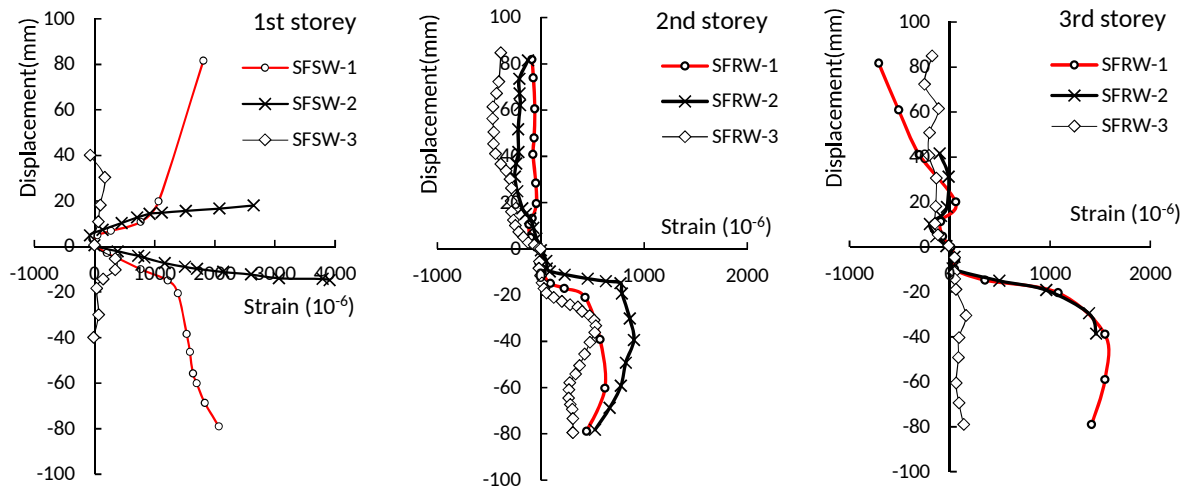 1st storey
Displacement(mm)
100
80
60
40
20
0
-20
-40
-60
-80
-100
-1000
0
1000
2000
3000
4000
Strain (10-6)
SFSW-1
SFSW-2
SFSW-3
2nd storey
Displacement(mm)
100
80
60
40
20
0
-20
-40
-60
-80
-100
-1000
0
1000
2000
Strain (10-6)
SFRW-1
SFRW-2
SFRW-3
3rd storey
Displacement(mm)
100
80
60
40
20
0
-20
-40
-60
-80
-100
-1000
0
1000
2000
Strain (10-6)
SFRW-1
SFRW-2
SFRW-3